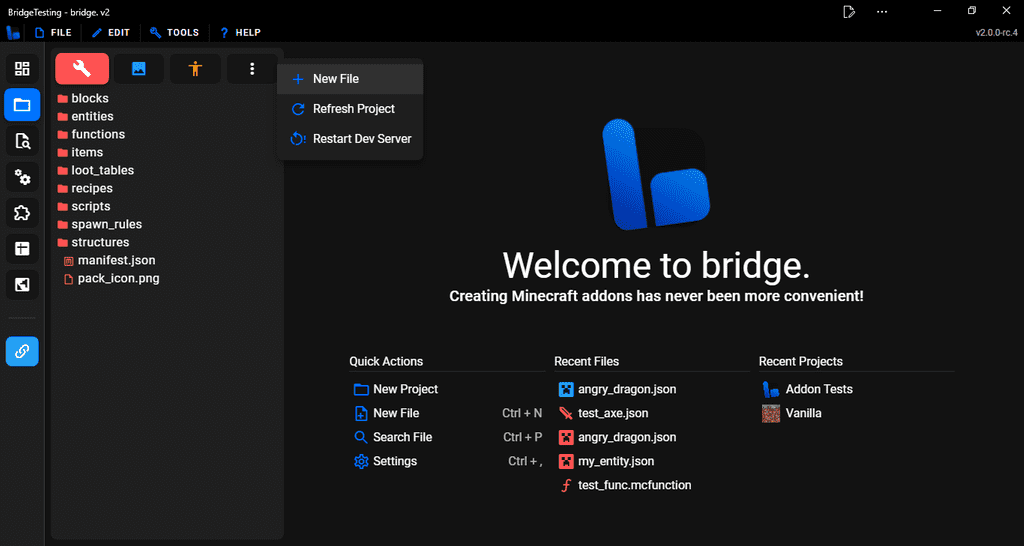 BridgeTesting - bridge. v2
FILE EDIT TOOLS HELP v2.0.0-rc.4
blocks
entities
functions
items
loot_tables
recipes
scripts
spawn_rules
structures
manifest.json
pack_icon.png
New File
Refresh Project
Restart Dev Server
Welcome to bridge.
Creating Minecraft addons has never been more convenient!
Quick Actions
New Project
New File Ctrl + N
Search File Ctrl + P
Settings Ctrl + ,
Recent Files
angry_dragon.json
test_axe.json
angry_dragon.json
my_entity.json
test_func.mcfunction
Recent Projects
Addon Tests
Vanilla